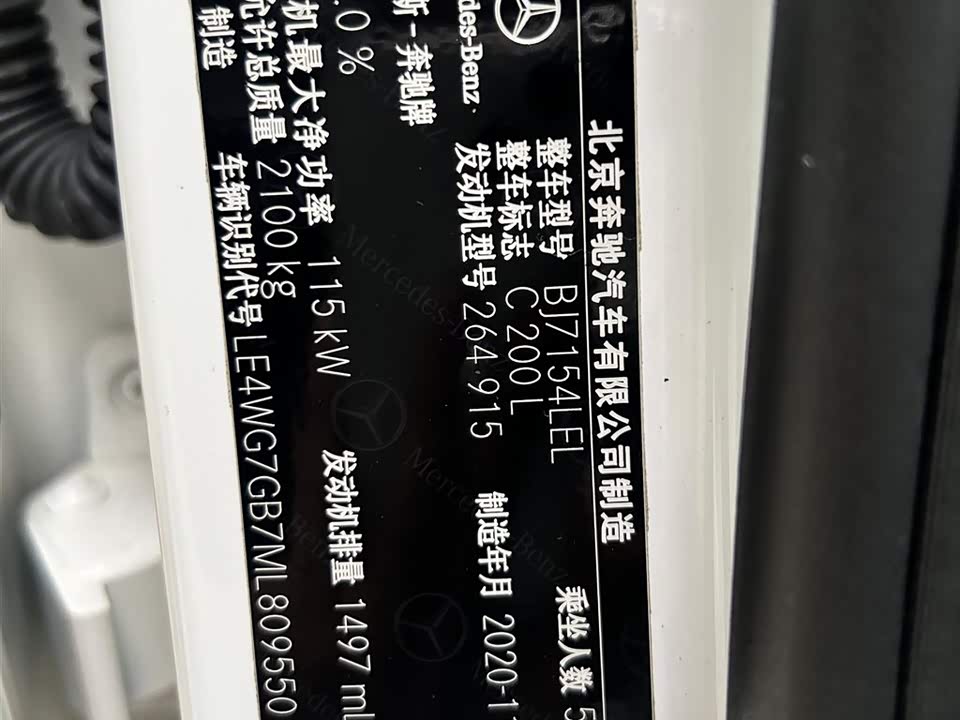 北京奔驰汽车有限公司制造
整车型号 BJ7154LEL 乘坐人数 5
整车标志 C 200 L
发动机型号 264.915 制造年月 2020-1
des-Benz
斯－奔驰牌
.0 %
机最大净功率 115 kW 发动机排量 1497 ml
允许总质量 2100 kg
车辆识别代号 LE4WG7GB7ML809550
制造